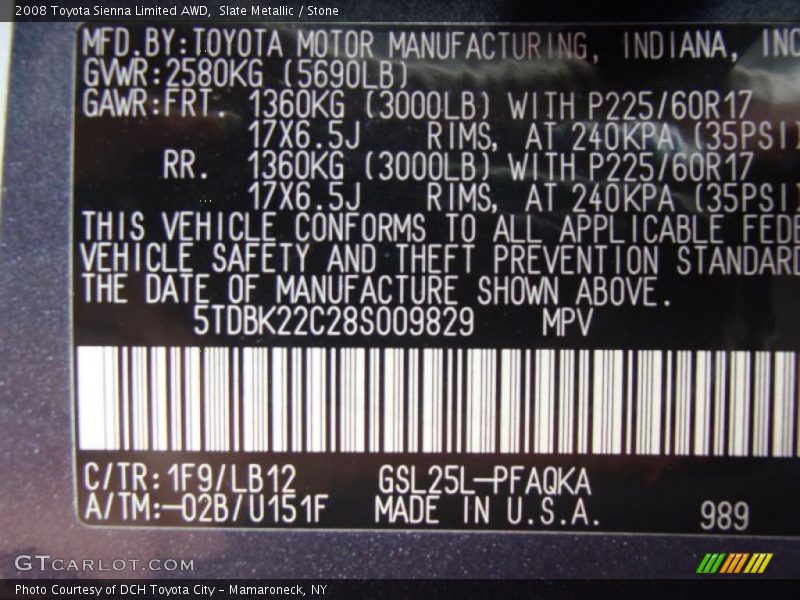 2008 Toyota Sienna Limited AWD, Slate Metallic / Stone
MFD.BY:TOYOTA MOTOR MANUFACTURING, INDIANA, INC
GVWR:2580KG (5690LB)
GAWR:FRT. 1360KG (3000LB) WITH P225/60R17
17X6.5J RIMS, AT 240KPA (35PSI)
RR. 1360KG (3000LB) WITH P225/60R17
17X6.5J RIMS, AT 240KPA (35PSI)
THIS VEHICLE CONFORMS TO ALL APPLICABLE FEDE
VEHICLE SAFETY AND THEFT PREVENTION STANDARD
THE DATE OF MANUFACTURE SHOWN ABOVE.
5TDBK22C28S009829 MPV
C/TR:1F9/LB12 GSL25L-PFAQKA
A/TM:-02B/U151F MADE IN U.S.A. 989
GTCARLOT.COM
Photo Courtesy of DCH Toyota City - Mamaroneck, NY